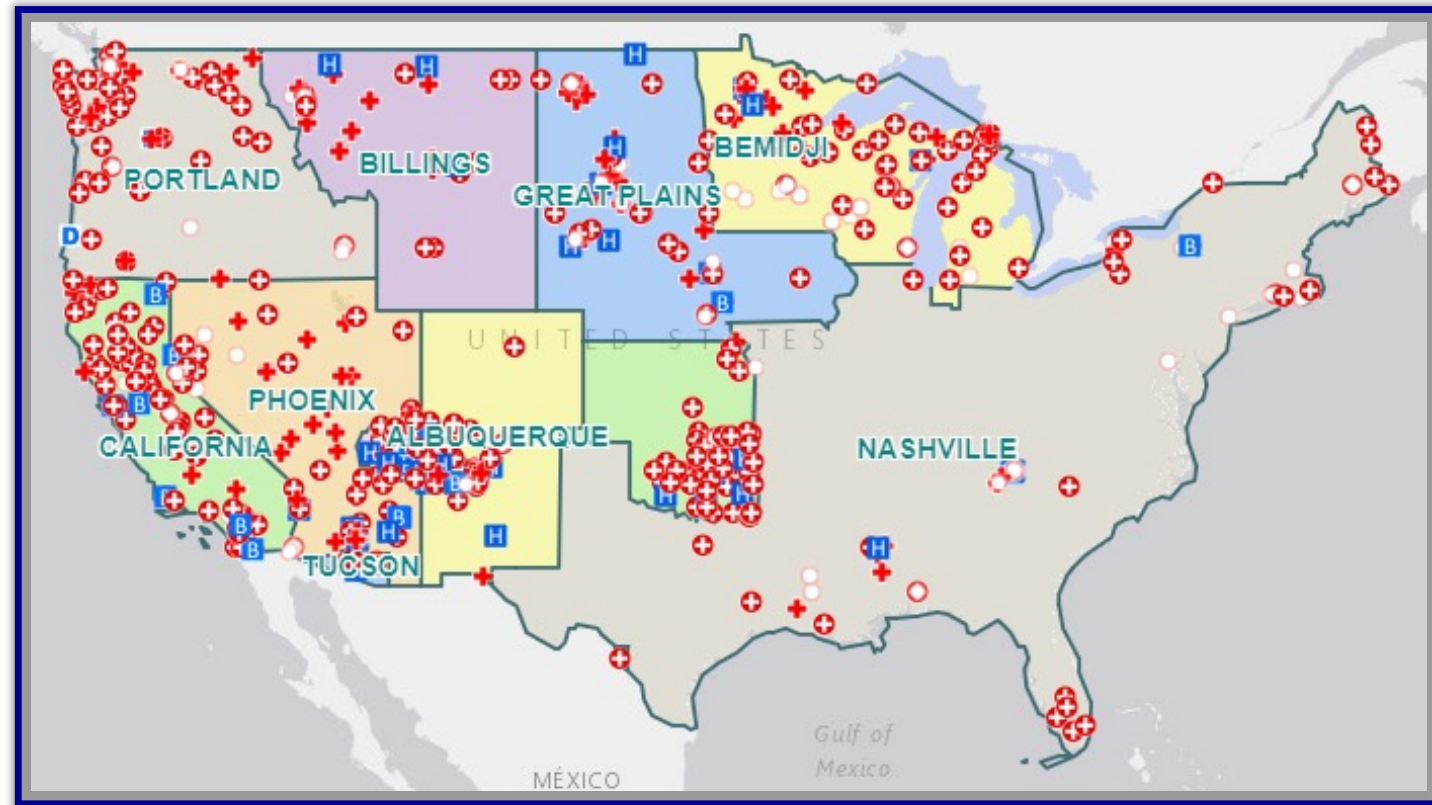 H
H
H
BILLINGS
BEMIDJI
H
H
PORTLAND
GREAT PLAINS
D
H
H
B
B
B
UNITED STATES
B
B
PHOENIX
CALIFORNIA
ALBUQUERQUE
NASHVILLE
H
H
H
B
H
H
B
B
H
H
B
H
TUCSON
Gulf of
Mexico
MÉXICO